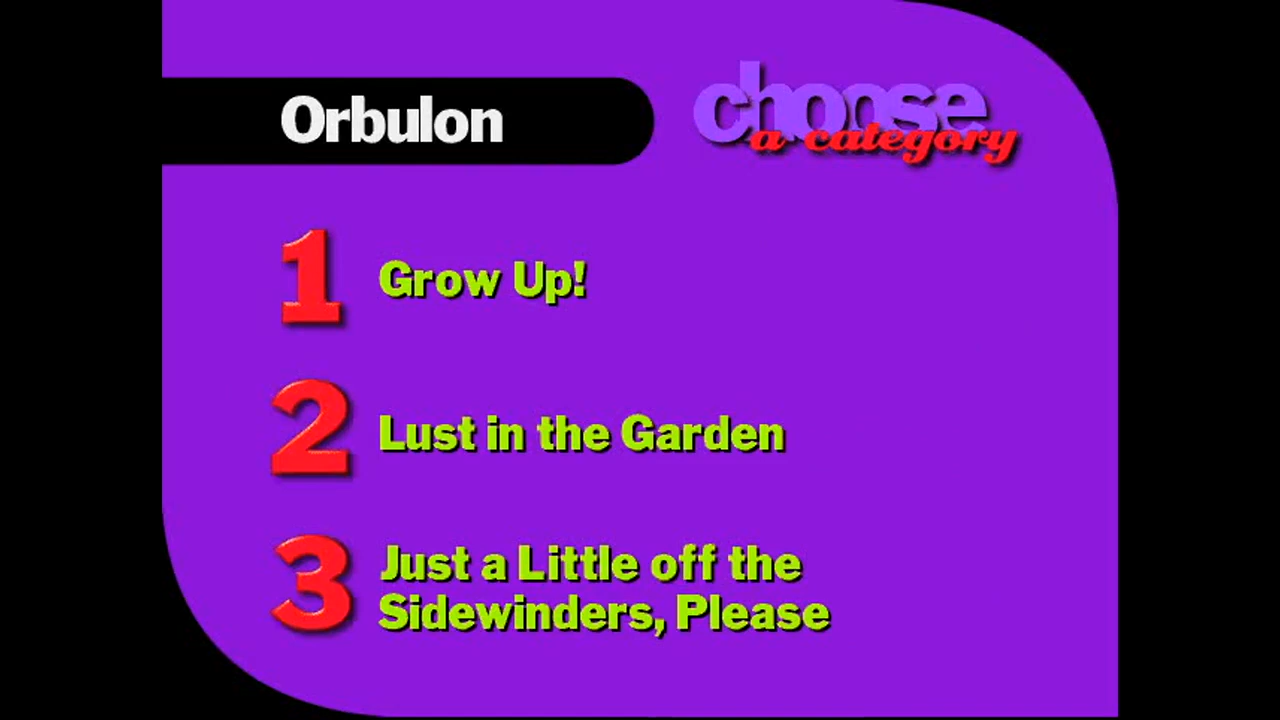 Orbulon
choose
a category
1 Grow Up!
2 Lust in the Garden
3 Just a Little off the
Sidewinders, Please